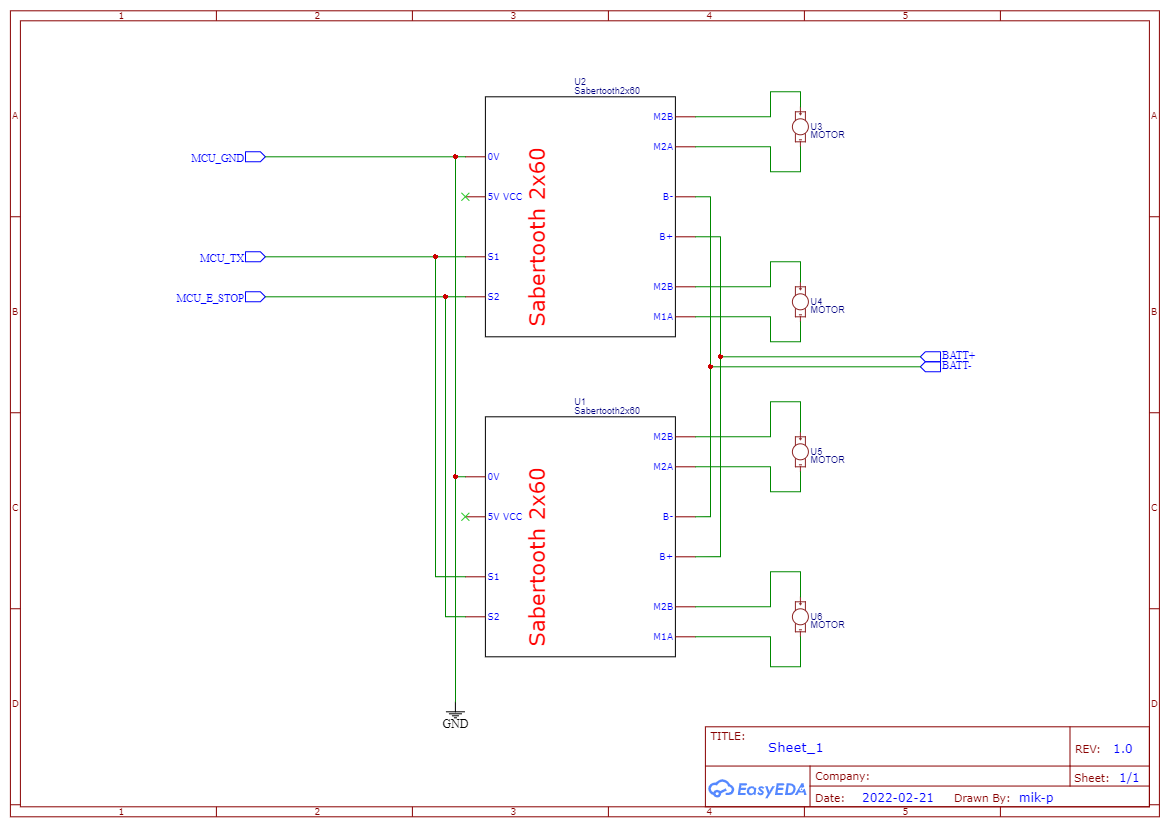 1 2 3 4 5
A A
B B
C C
D D
U2
Sabertooth2x60
Sabertooth 2x60
MCU_GND
MCU_TX
MCU_E_STOP
0V
5V VCC
S1
S2
M2B
M2A
B-
B+
M2B
M1A
U3
MOTOR
U4
MOTOR
BATT+
BATT-
U1
Sabertooth2x60
Sabertooth 2x60
0V
5V VCC
S1
S2
M2B
M2A
B-
B+
M2B
M1A
U5
MOTOR
U6
MOTOR
GND
TITLE:
Sheet_1
REV: 1.0
EasyEDA
Company:
Sheet: 1/1
Date: 2022-02-21 Drawn By: mik-p
1 2 3 4 5